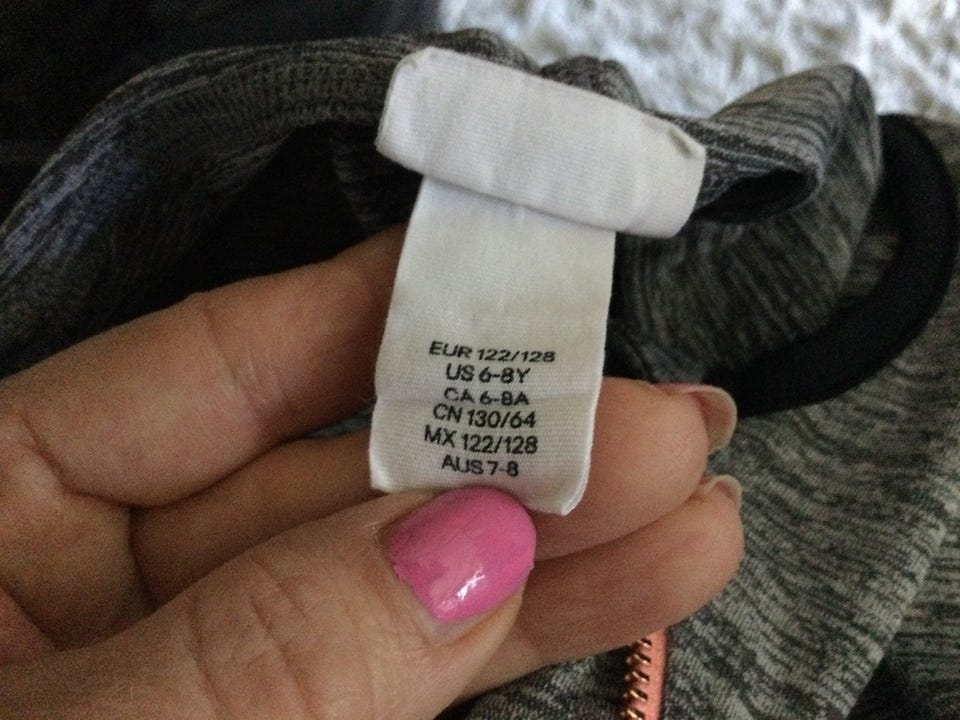 EUR 122/128
US 6-8Y
CA 6-8A
CN 130/64
MX 122/128
AUS 7-8